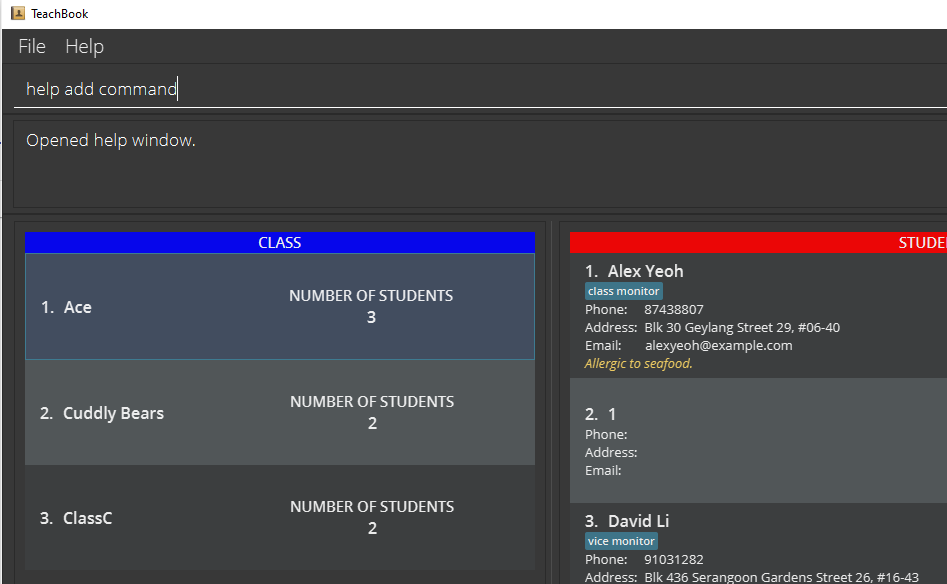 TeachBook
File Help
help add command
Opened help window.
CLASS
1. Ace
NUMBER OF STUDENTS
3
2. Cuddly Bears
NUMBER OF STUDENTS
2
3. ClassC
NUMBER OF STUDENTS
2
STUDE
1. Alex Yeoh
class monitor
Phone: 87438807
Address: Blk 30 Geylang Street 29, #06-40
Email: alexyeoh@example.com
Allergic to seafood.
2. 1
Phone:
Address:
Email:
3. David Li
vice monitor
Phone: 91031282
Address: Blk 436 Serangoon Gardens Street 26, #16-43